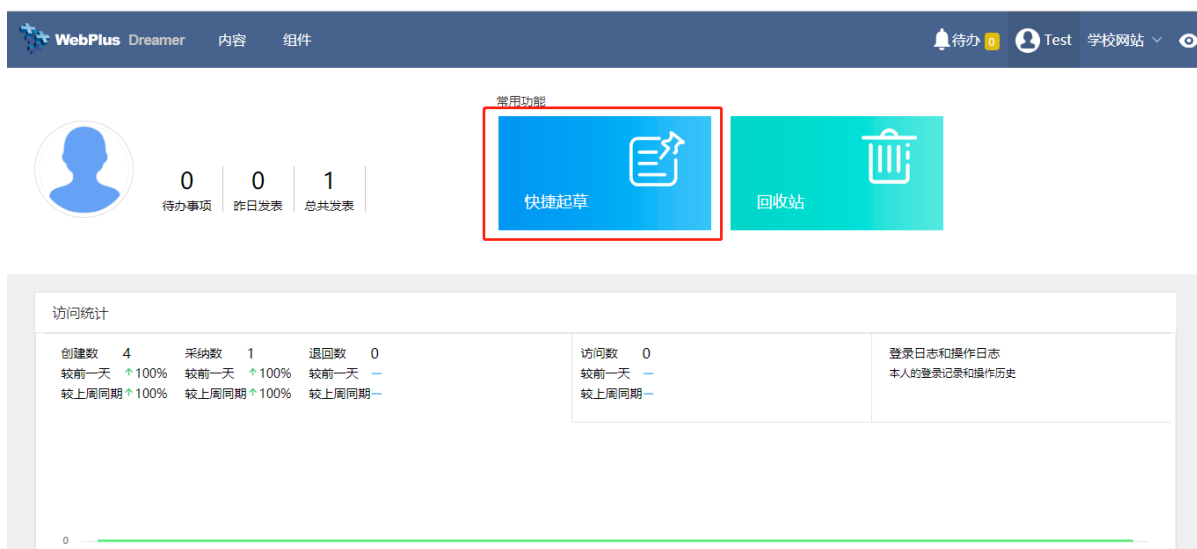 WebPlus Dreamer 内容 组件 待办 0 Test 学校网站
常用功能
0 0 1
待办事项 昨日发表 总共发表
快捷起草 回收站
访问统计
创建数 4 采纳数 1 退回数 0 访问数 0 登录日志和操作日志
较前一天 ↑100% 较前一天 ↑100% 较前一天 — 较前一天 — 本人的登录记录和操作历史
较上周同期↑100% 较上周同期↑100% 较上周同期— 较上周同期—
0